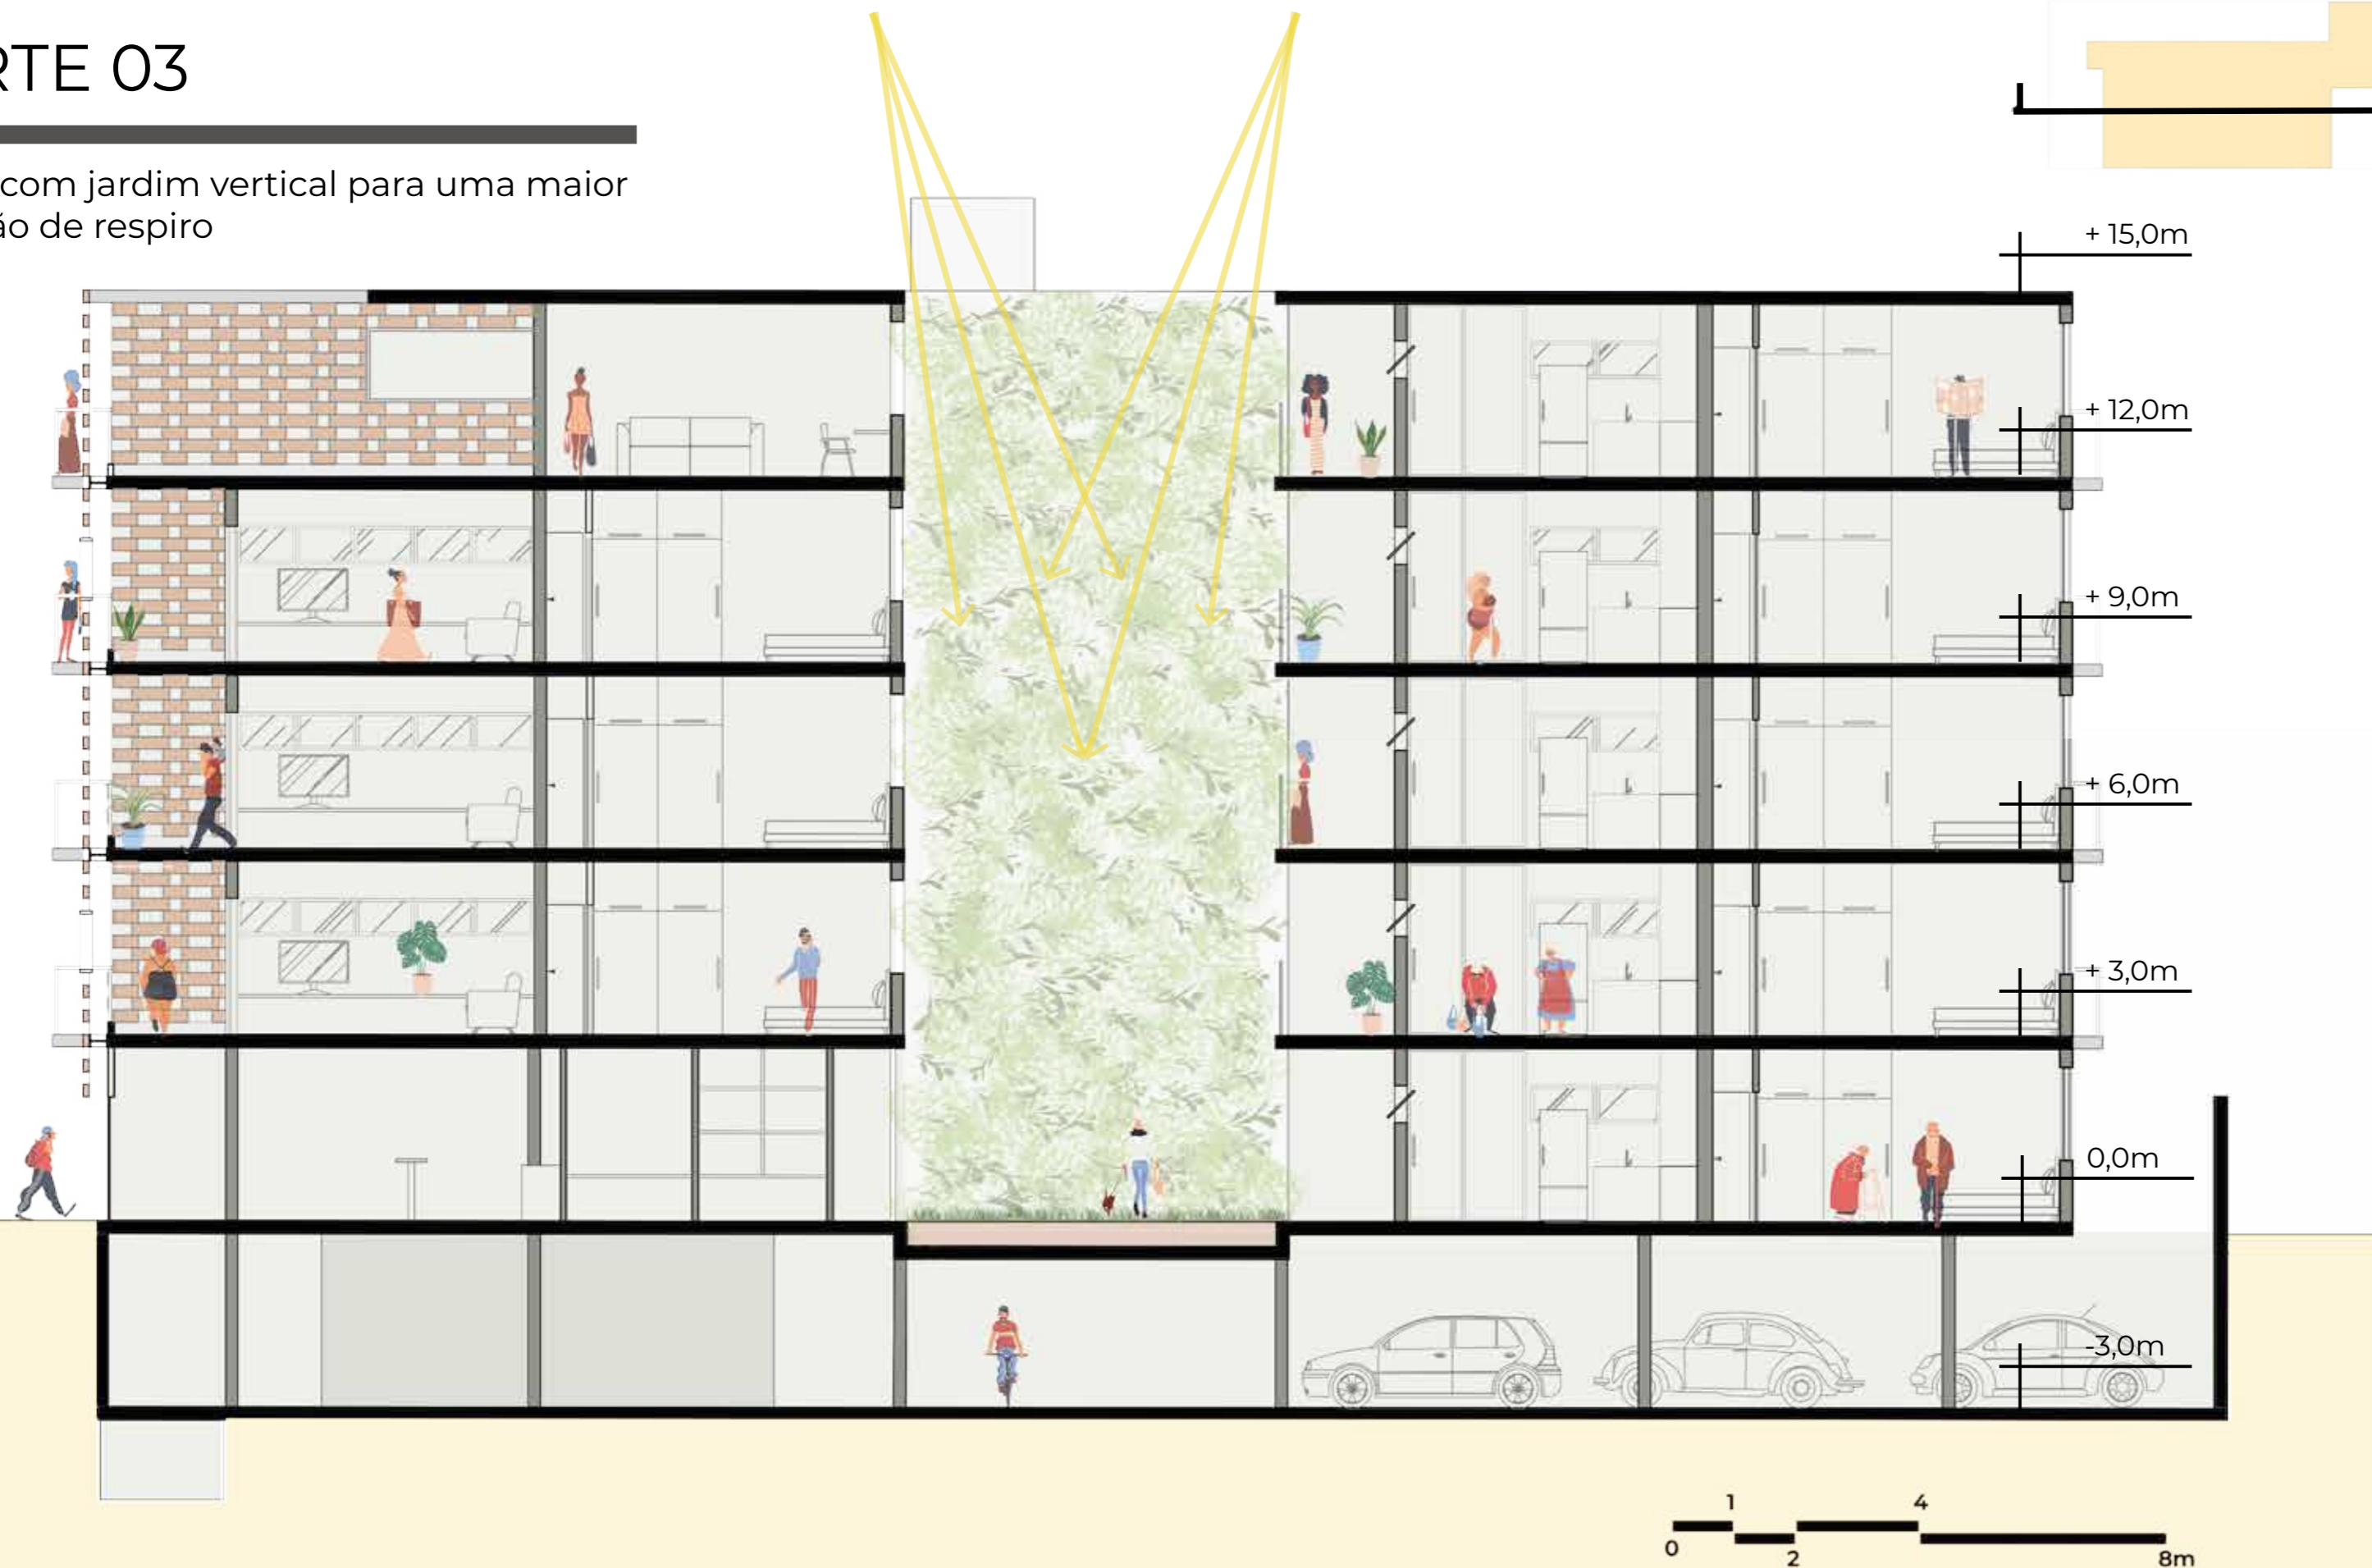 RTE 03
com jardim vertical para uma maior
ão de respiro
+ 15,0m
+ 12,0m
+ 9,0m
+ 6,0m
+ 3,0m
0,0m
-3,0m
1 4
0 2 8m